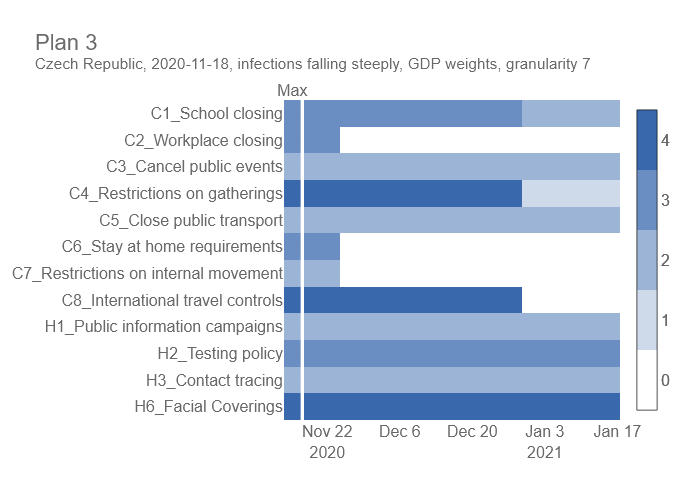 Plan 3
Czech Republic, 2020-11-18, infections falling steeply, GDP weights, granularity 7
Max
C1_School closing
C2_Workplace closing
C3_Cancel public events
C4_Restrictions on gatherings
C5_Close public transport
C6_Stay at home requirements
C7_Restrictions on internal movement
C8_International travel controls
H1_Public information campaigns
H2_Testing policy
H3_Contact tracing
H6_Facial Coverings
4
3
2
1
0
Nov 22 Dec 6 Dec 20 Jan 3 Jan 17
2020 2021